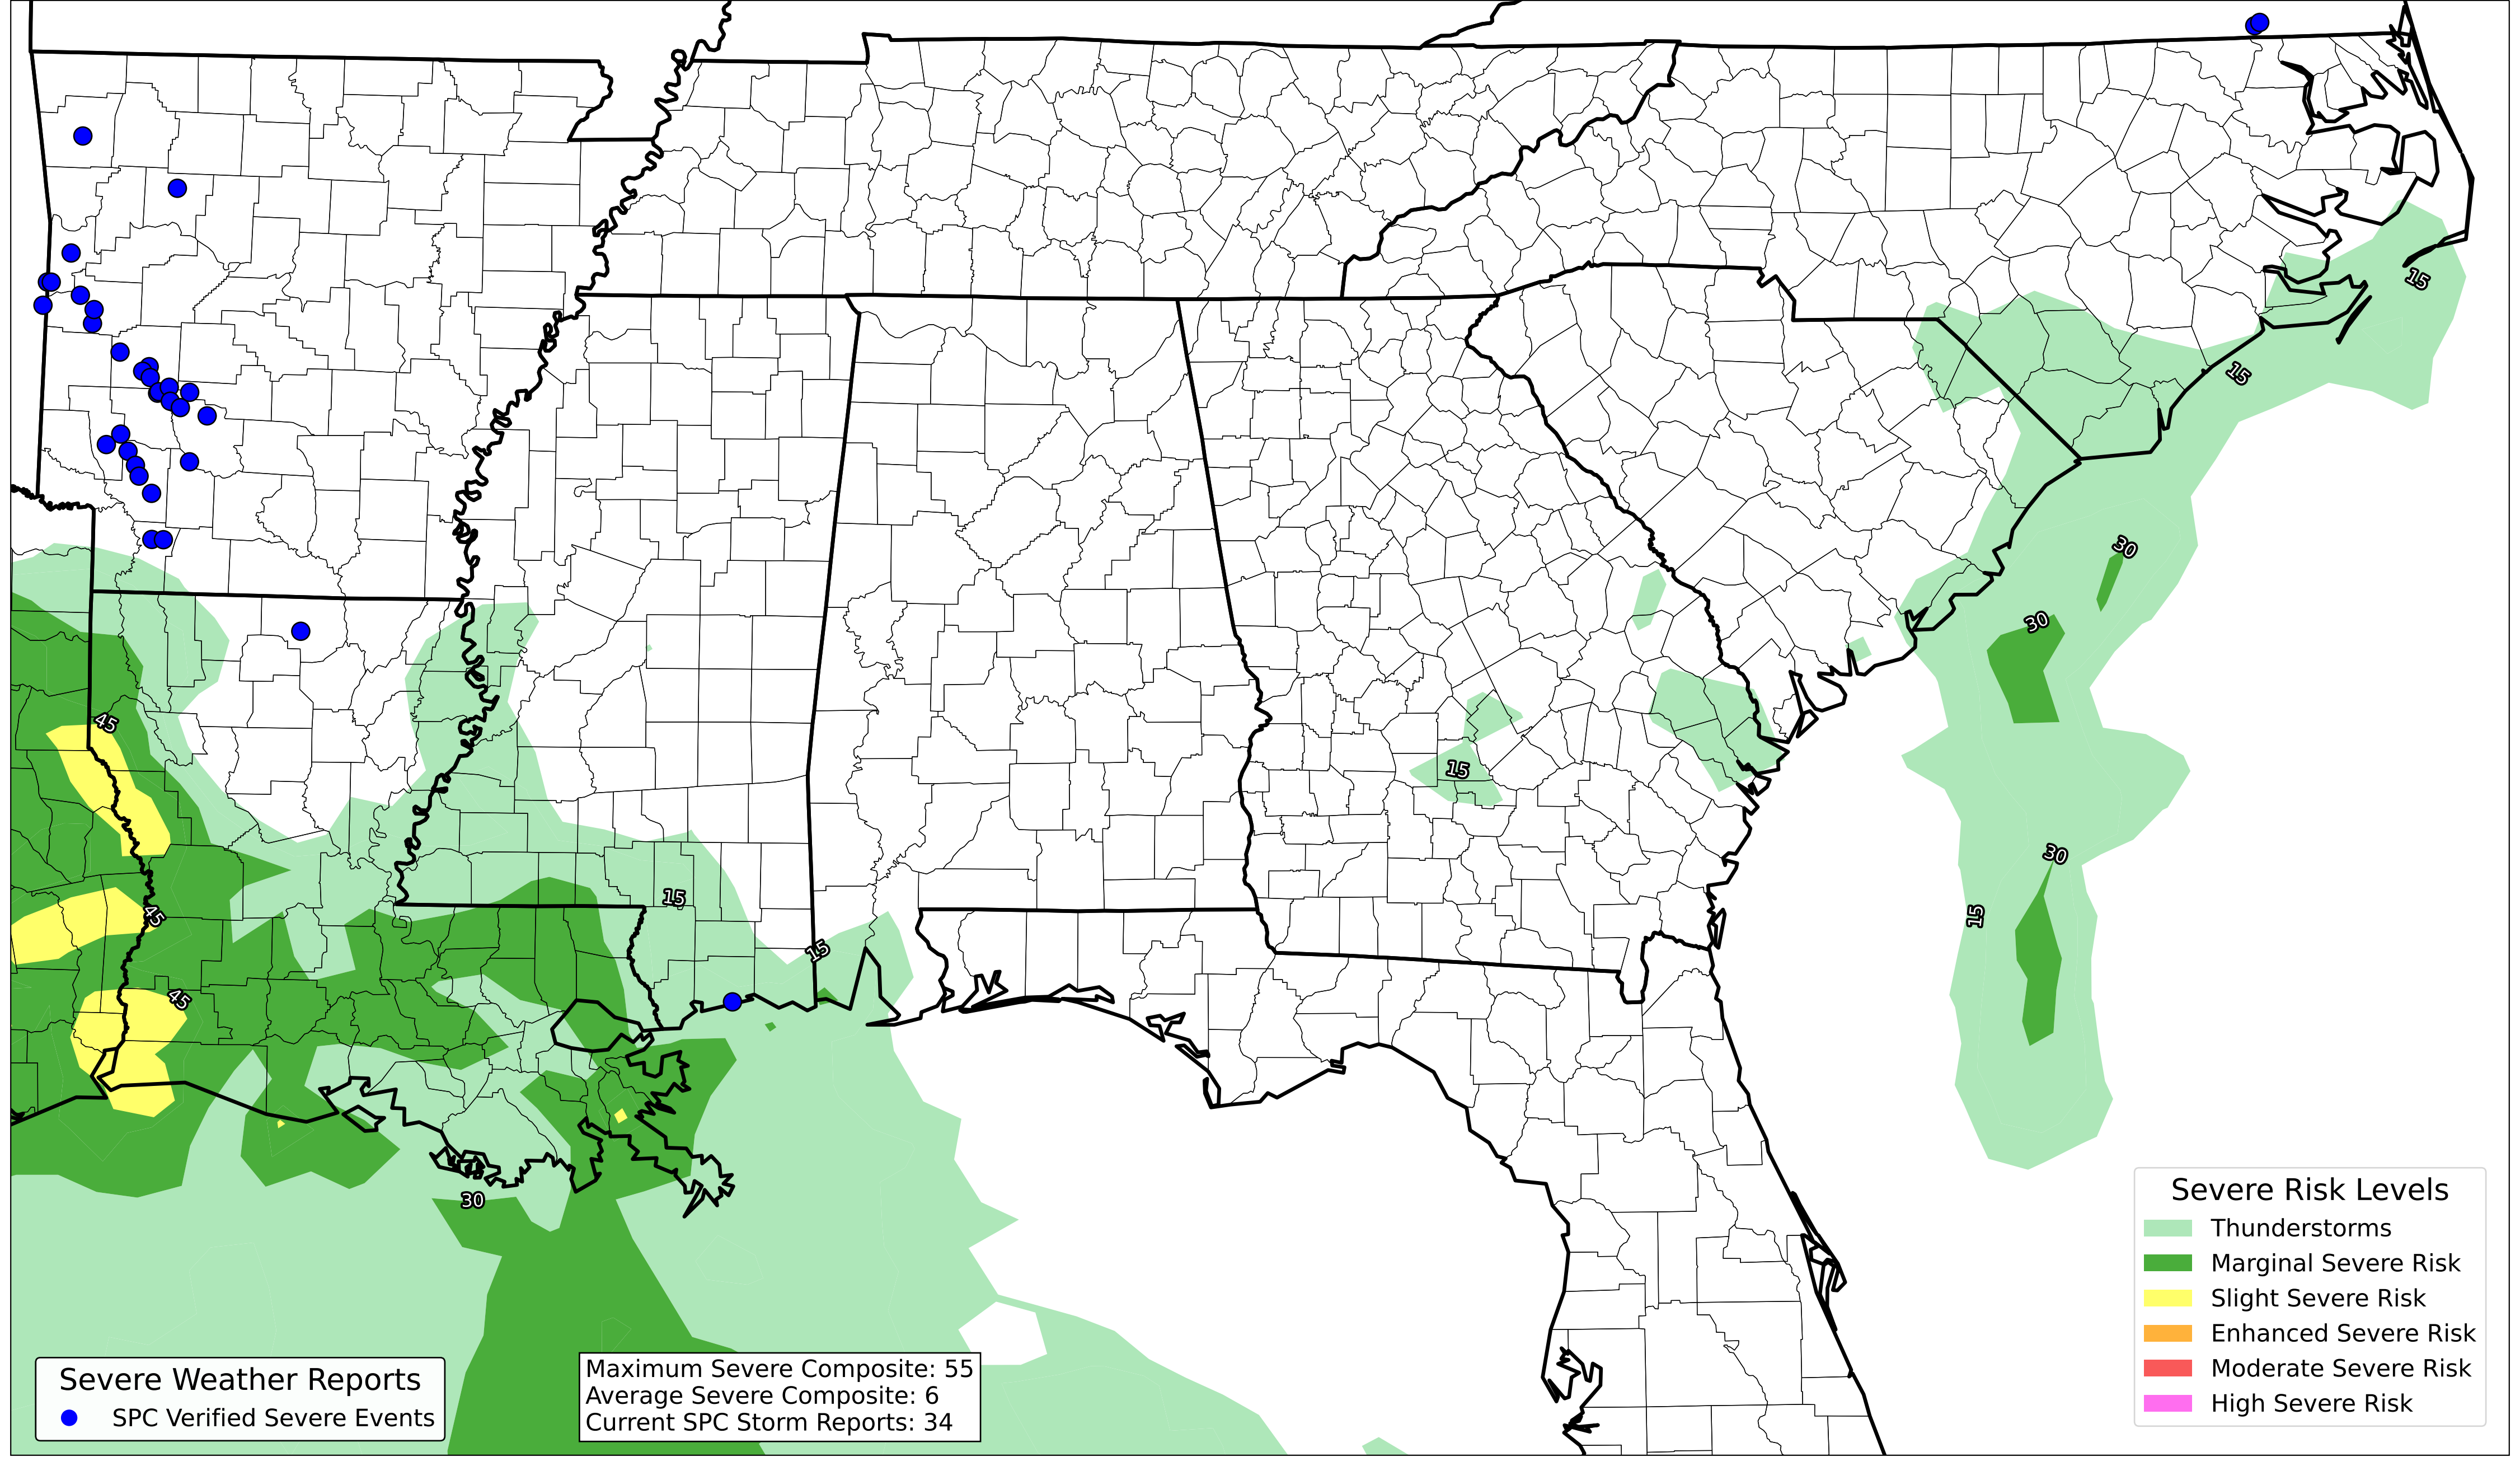 15
15
30
30
45
15
30
15
45
15
15
45
30
Severe Risk Levels
Thunderstorms
Marginal Severe Risk
Slight Severe Risk
Enhanced Severe Risk
Moderate Severe Risk
High Severe Risk
Severe Weather Reports
SPC Verified Severe Events
Maximum Severe Composite: 55
Average Severe Composite: 6
Current SPC Storm Reports: 34